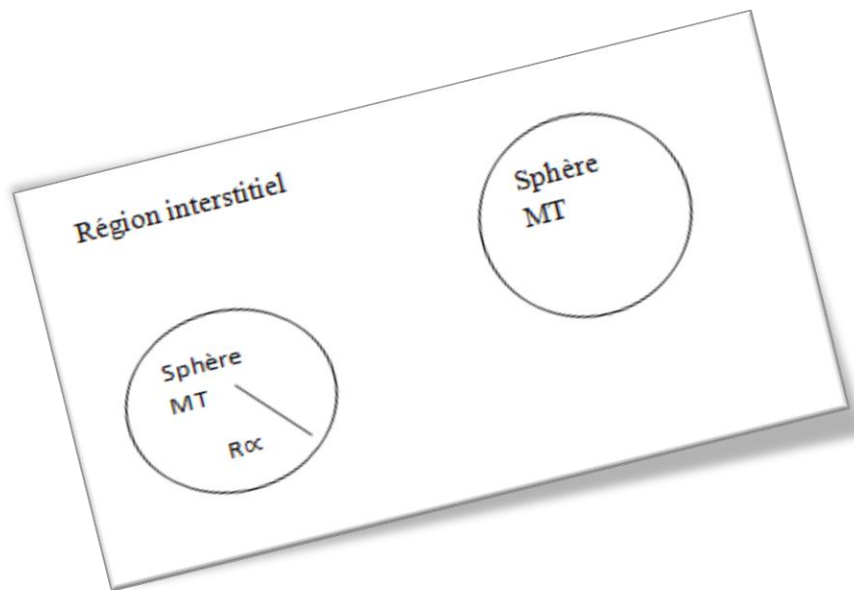 Région interstitiel
Sphère
MT
Sphère
MT
R∝